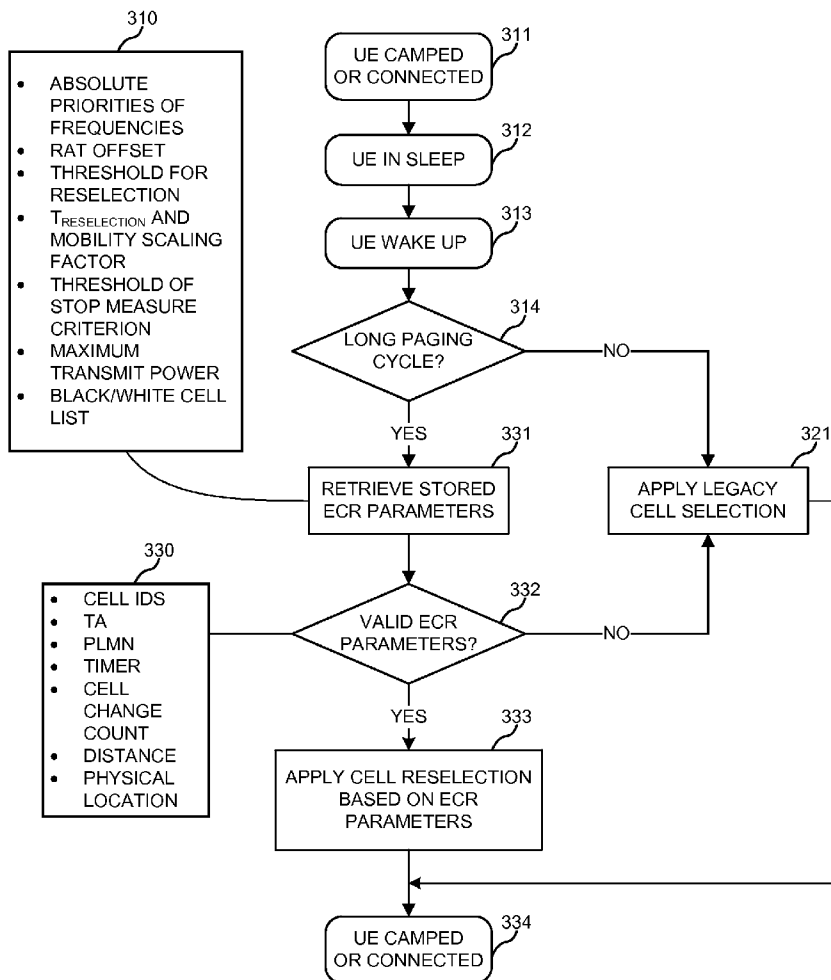 310
• ABSOLUTE
PRIORITIES OF
FREQUENCIES
• RAT OFFSET
• THRESHOLD FOR
RESELECTION
• TRESELECTION AND
MOBILITY SCALING
FACTOR
• THRESHOLD OF
STOP MEASURE
CRITERION
• MAXIMUM
TRANSMIT POWER
• BLACK/WHITE CELL
LIST
311
UE CAMPED
OR CONNECTED
312
UE IN SLEEP
313
UE WAKE UP
314
LONG PAGING
CYCLE?
NO
YES
331
RETRIEVE STORED
ECR PARAMETERS
321
APPLY LEGACY
CELL SELECTION
330
• CELL IDS
• TA
• PLMN
• TIMER
• CELL
CHANGE
COUNT
• DISTANCE
• PHYSICAL
LOCATION
332
VALID ECR
PARAMETERS?
NO
YES
333
APPLY CELL RESELECTION
BASED ON ECR
PARAMETERS
334
UE CAMPED
OR CONNECTED